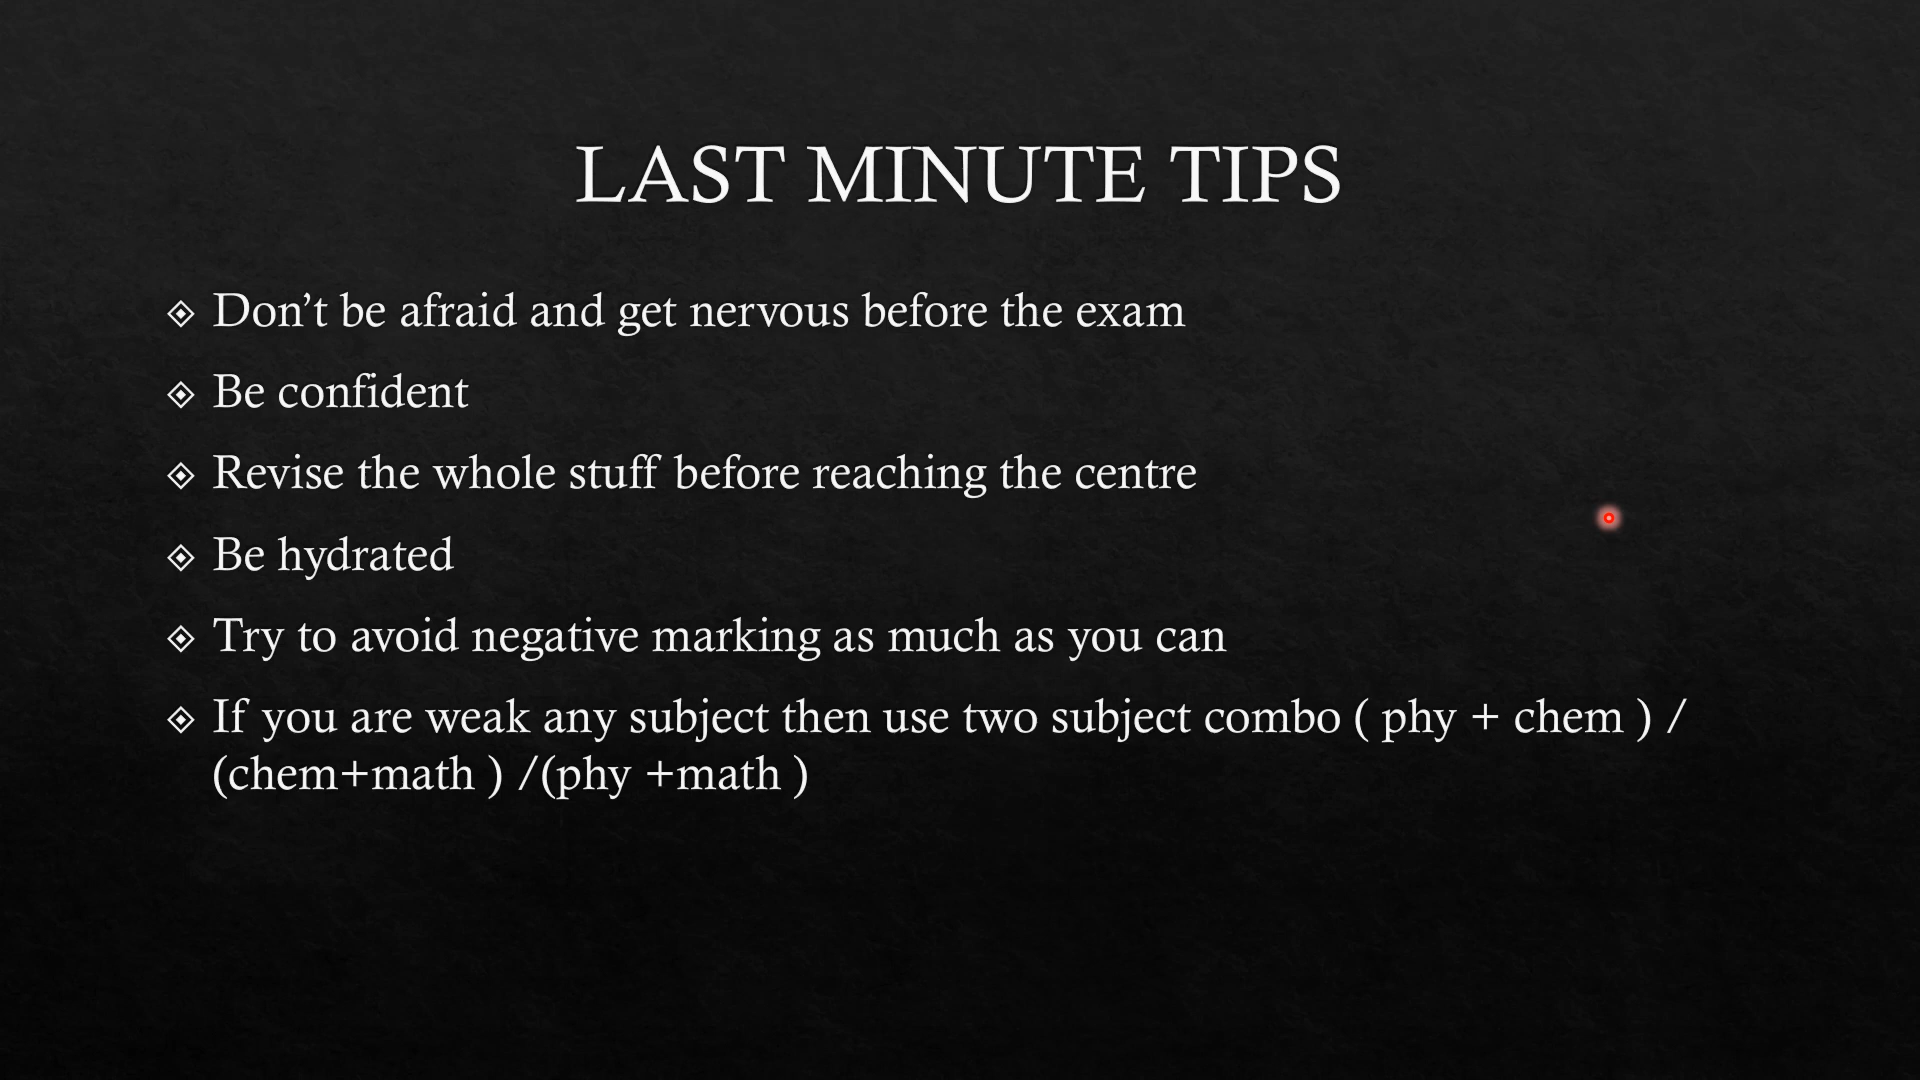 LAST MINUTE TIPS
Don’t be afraid and get nervous before the exam
Be confident
Revise the whole stuff before reaching the centre
Be hydrated
Try to avoid negative marking as much as you can
If you are weak any subject then use two subject combo ( phy + chem ) /
(chem+math ) /(phy +math )